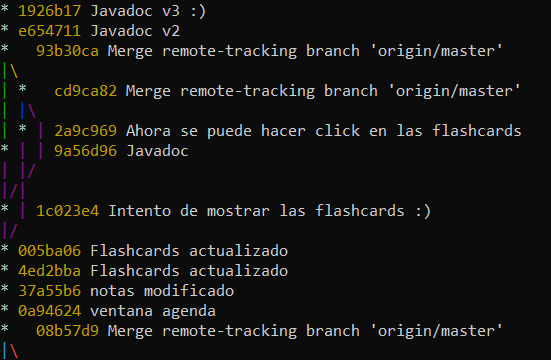 * 1926b17 Javadoc v3 :)
* e654711 Javadoc v2
*   93b30ca Merge remote-tracking branch 'origin/master'
|\
| *   cd9ca82 Merge remote-tracking branch 'origin/master'
| |\
| * | 2a9c969 Ahora se puede hacer click en las flashcards
* | | 9a56d96 Javadoc
| |/
|/|
* | 1c023e4 Intento de mostrar las flashcards :)
|/
* 005ba06 Flashcards actualizado
* 4ed2bba Flashcards actualizado
* 37a55b6 notas modificado
* 0a94624 ventana agenda
*   08b57d9 Merge remote-tracking branch 'origin/master'
|\